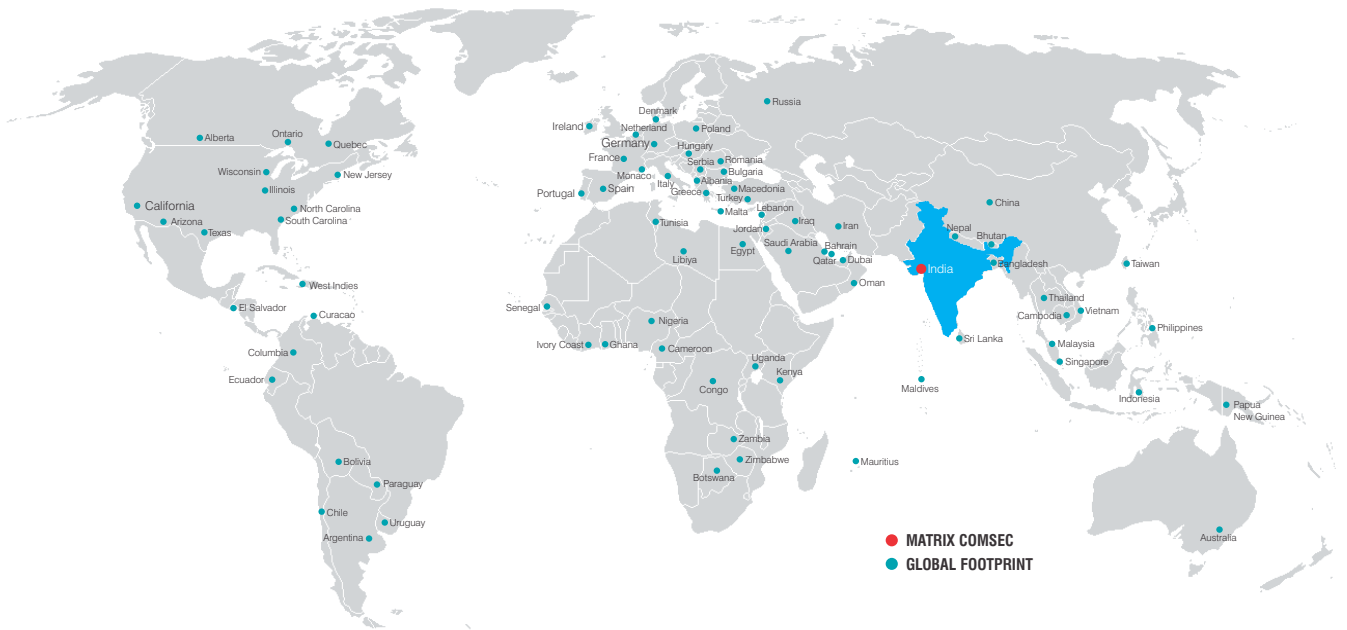 Russia
Denmark
Ireland
Netherland
Poland
Alberta
Ontario
Quebec
Germany
Hungary
France
Serbia
Romania
Wisconsin
New Jersey
Monaco
Bulgaria
Italy
Albania
Illinois
Portugal
Spain
Greece
Macedonia
Turkey
California
North Carolina
Malta
Lebanon
China
Arizona
South Carolina
Tunisia
Iraq
Texas
Jordan
Iran
Nepal
Bhutan
Libiya
Egypt
Saudi Arabia
Bahrain
Qatar
Dubai
India
Bangladesh
Taiwan
West Indies
Oman
El Salvador
Senegal
Thailand
Curacao
Nigeria
Cambodia
Vietnam
Philippines
Columbia
Ivory Coast
Ghana
Cameroon
Sri Lanka
Malaysia
Uganda
Singapore
Ecuador
Congo
Kenya
Maldives
Indonesia
Papua
New Guinea
Zambia
Bolivia
Zimbabwe
Mauritius
Botswana
Paraguay
Chile
Uruguay
Argentina
Australia
MATRIX COMSEC
GLOBAL FOOTPRINT